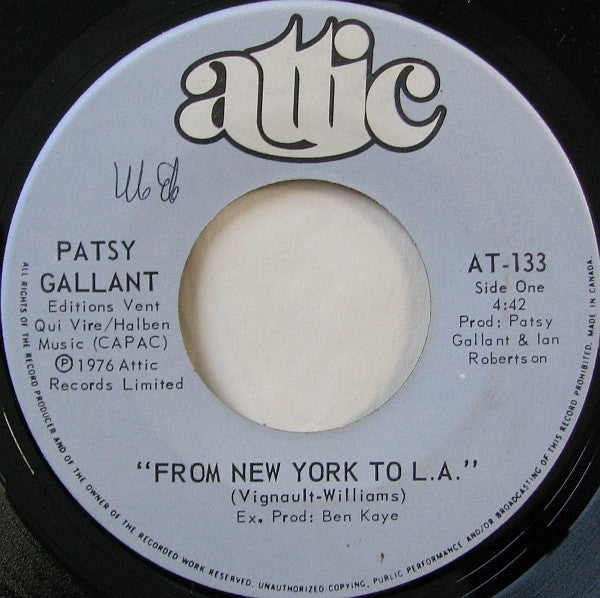 attic
PATSY
GALLANT
Editions Vent
Qui Vire/Halben
Music (CAPAC)
Ⓟ 1976 Attic
Records Limited
AT-133
Side One
4:42
Prod: Patsy
Gallant & Ian
Robertson
"FROM NEW YORK TO L.A."
(Vignault-Williams)
Ex. Prod: Ben Kaye
ALL RIGHTS OF THE RECORD PRODUCER AND OF THE OWNER OF THE RECORDED WORK RESERVED. UNAUTHORIZED COPYING, PUBLIC PERFORMANCE AND/OR BROADCASTING OF THIS RECORD PROHIBITED. MADE IN CANADA.